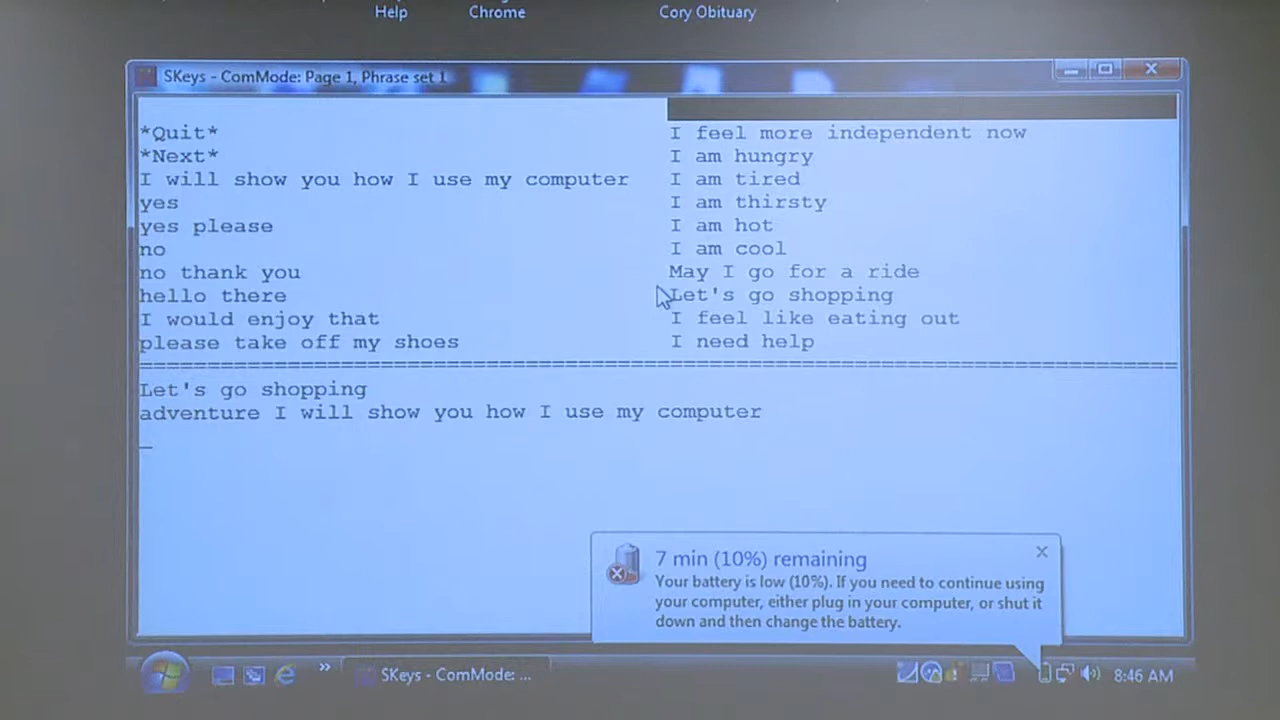 Help
Chrome
Cory Obituary
SKeys - ComMode: Page 1, Phrase set 1
*Quit*
*Next*
I will show you how I use my computer
yes
yes please
no
no thank you
hello there
I would enjoy that
please take off my shoes
I feel more independent now
I am hungry
I am tired
I am thirsty
I am hot
I am cool
May I go for a ride
Let's go shopping
I feel like eating out
I need help
Let's go shopping
adventure I will show you how I use my computer
7 min (10%) remaining
Your battery is low (10%). If you need to continue using
your computer, either plug in your computer, or shut it
down and then change the battery.
SKeys - ComMode: ...
8:46 AM